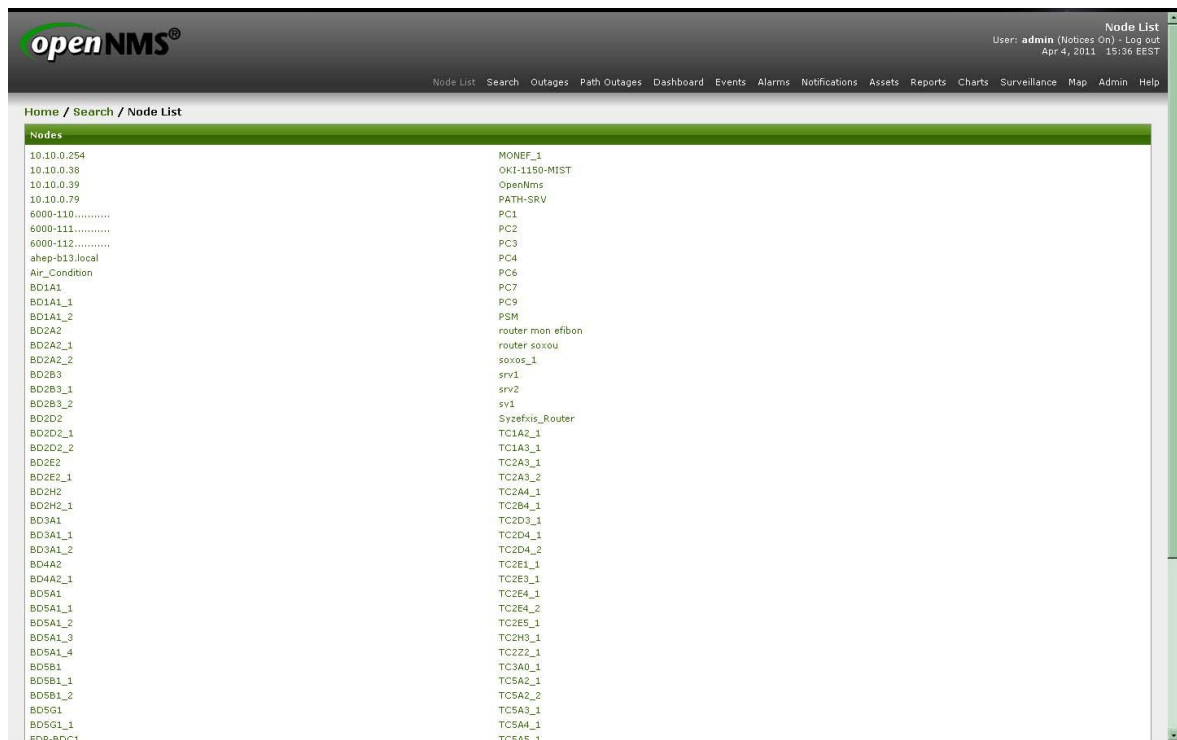 openNMS®
Node List
User: admin (Notices On) - Log out
Apr 4, 2011 15:36 EEST
Node List Search Outages Path Outages Dashboard Events Alarms Notifications Assets Reports Charts Surveillance Map Admin Help
Home / Search / Node List
Nodes
10.10.0.254
10.10.0.38
10.10.0.39
10.10.0.79
6000-110...........
6000-111...........
6000-112...........
ahep-b13.local
Air_Condition
BD1A1
BD1A1_1
BD1A1_2
BD2A2
BD2A2_1
BD2A2_2
BD2B3
BD2B3_1
BD2B3_2
BD2D2
BD2D2_1
BD2D2_2
BD2E2
BD2E2_1
BD2H2
BD2H2_1
BD3A1
BD3A1_1
BD3A1_2
BD4A2
BD4A2_1
BD5A1
BD5A1_1
BD5A1_2
BD5A1_3
BD5A1_4
BD5B1
BD5B1_1
BD5B1_2
BD5G1
BD5G1_1
EDP-BDC1
MONEF_1
OKI-1150-MIST
OpenNms
PATH-SRV
PC1
PC2
PC3
PC4
PC6
PC7
PC9
PSM
router mon efibon
router soxou
soxos_1
srv1
srv2
sv1
Syzefxis_Router
TC1A2_1
TC1A3_1
TC2A3_1
TC2A3_2
TC2A4_1
TC2B4_1
TC2D3_1
TC2D4_1
TC2D4_2
TC2E1_1
TC2E3_1
TC2E4_1
TC2E4_2
TC2E5_1
TC2H3_1
TC2Z2_1
TC3A0_1
TC5A2_1
TC5A2_2
TC5A3_1
TC5A4_1
TC5A5_1